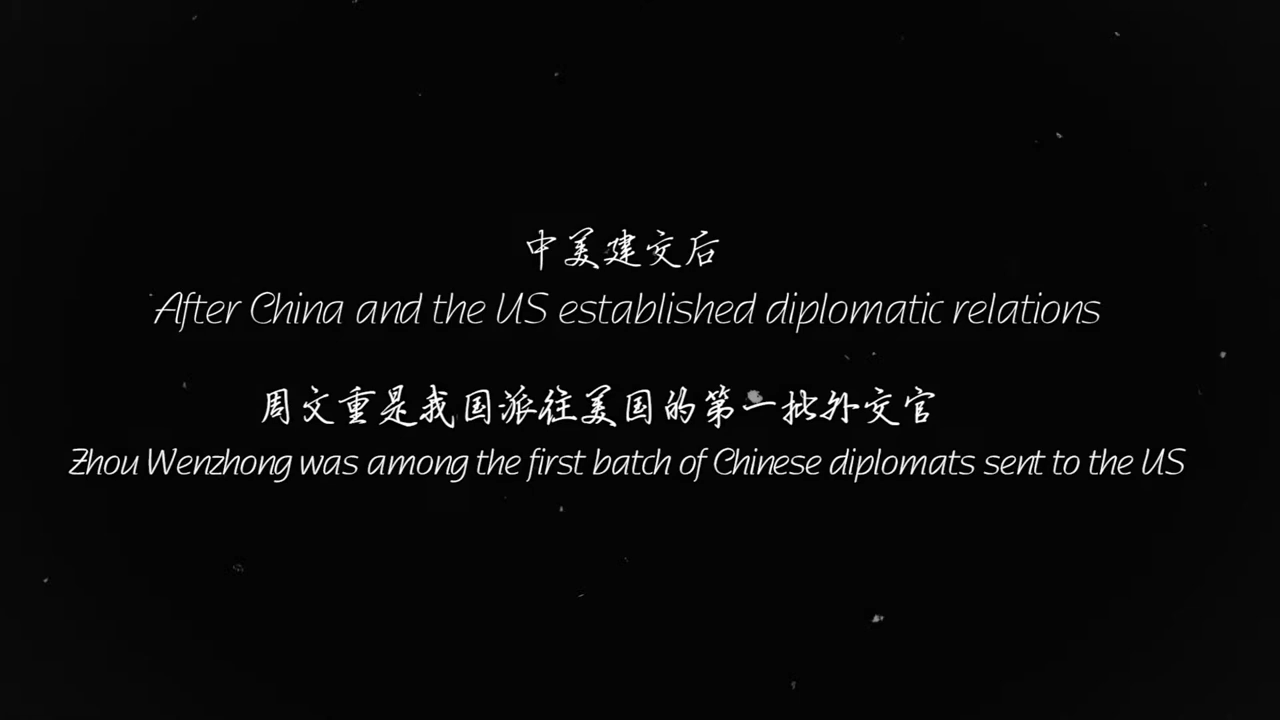 中美建交后
After China and the US established diplomatic relations
周文重是我国派往美国的第一批外交官
Zhou Wenzhong was among the first batch of Chinese diplomats sent to the US